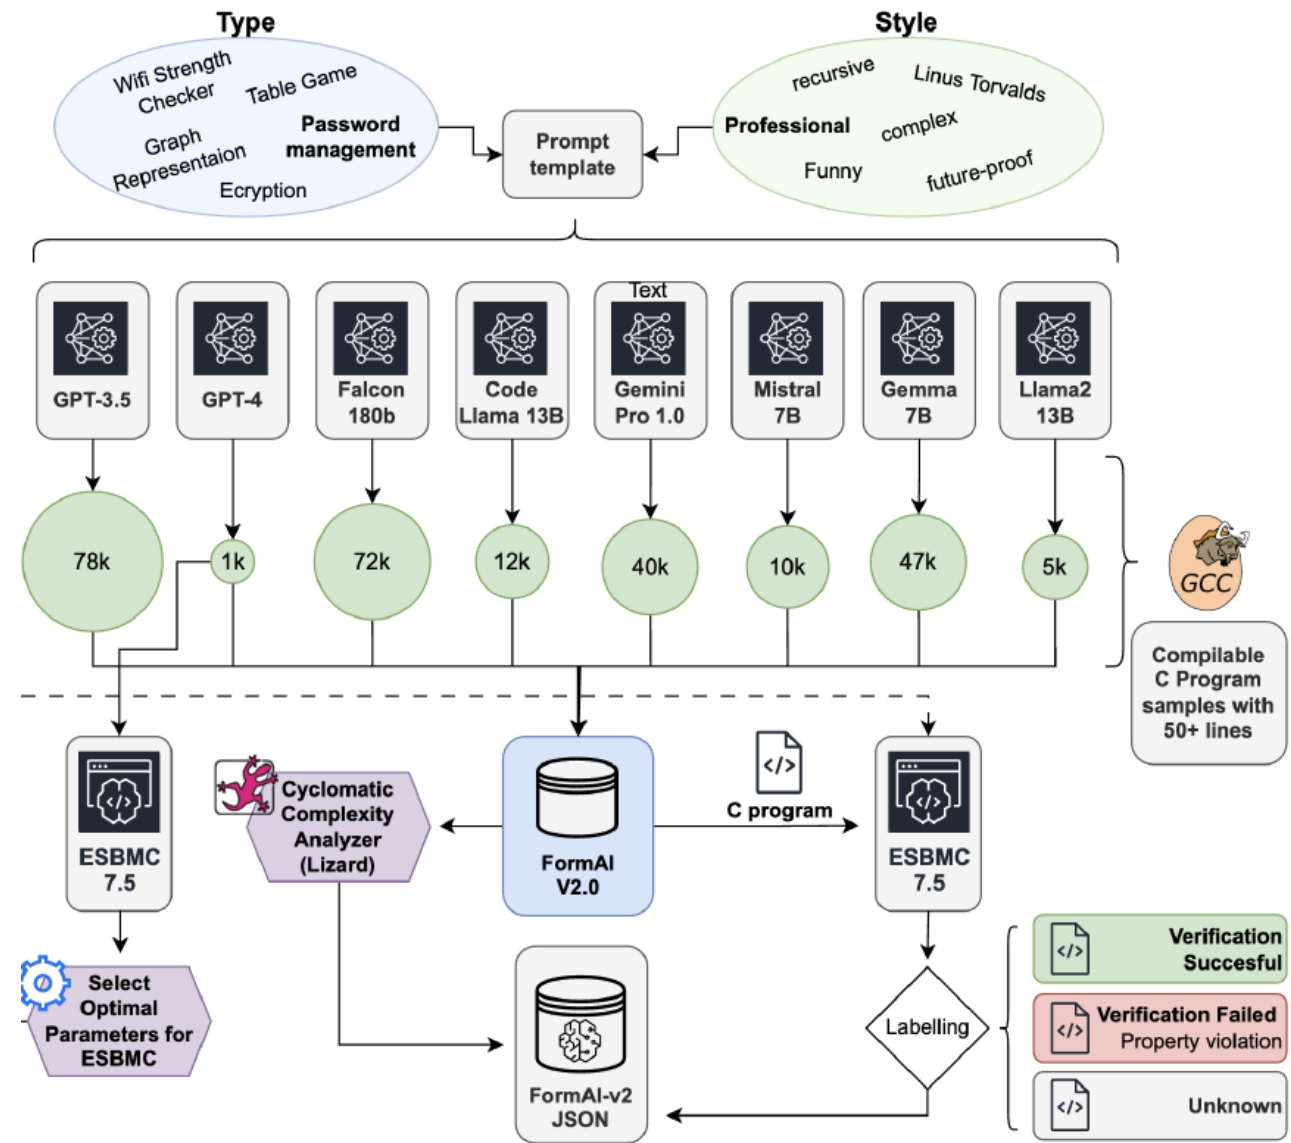 Type
Style
Wifi Strength
Checker
Table Game
Graph
Representaion
Password
management
Ecryption
Prompt
template
recursive
Linus Torvalds
Professional
complex
Funny
future-proof
GPT-3.5
GPT-4
Falcon
180b
Code
Llama 13B
Text
Gemini
Pro 1.0
Mistral
7B
Gemma
7B
Llama2
13B
78k
1k
72k
12k
40k
10k
47k
5k
GCC
Compilable
C Program
samples with
50+ lines
ESBMC
7.5
Cyclomatic
Complexity
Analyzer
(Lizard)
FormAI
V2.0
</>
C program
ESBMC
7.5
Select
Optimal
Parameters for
ESBMC
FormAI-v2
JSON
Labelling
</>
Verification
Succesful
</>
Verification Failed
Property violation
</>
Unknown